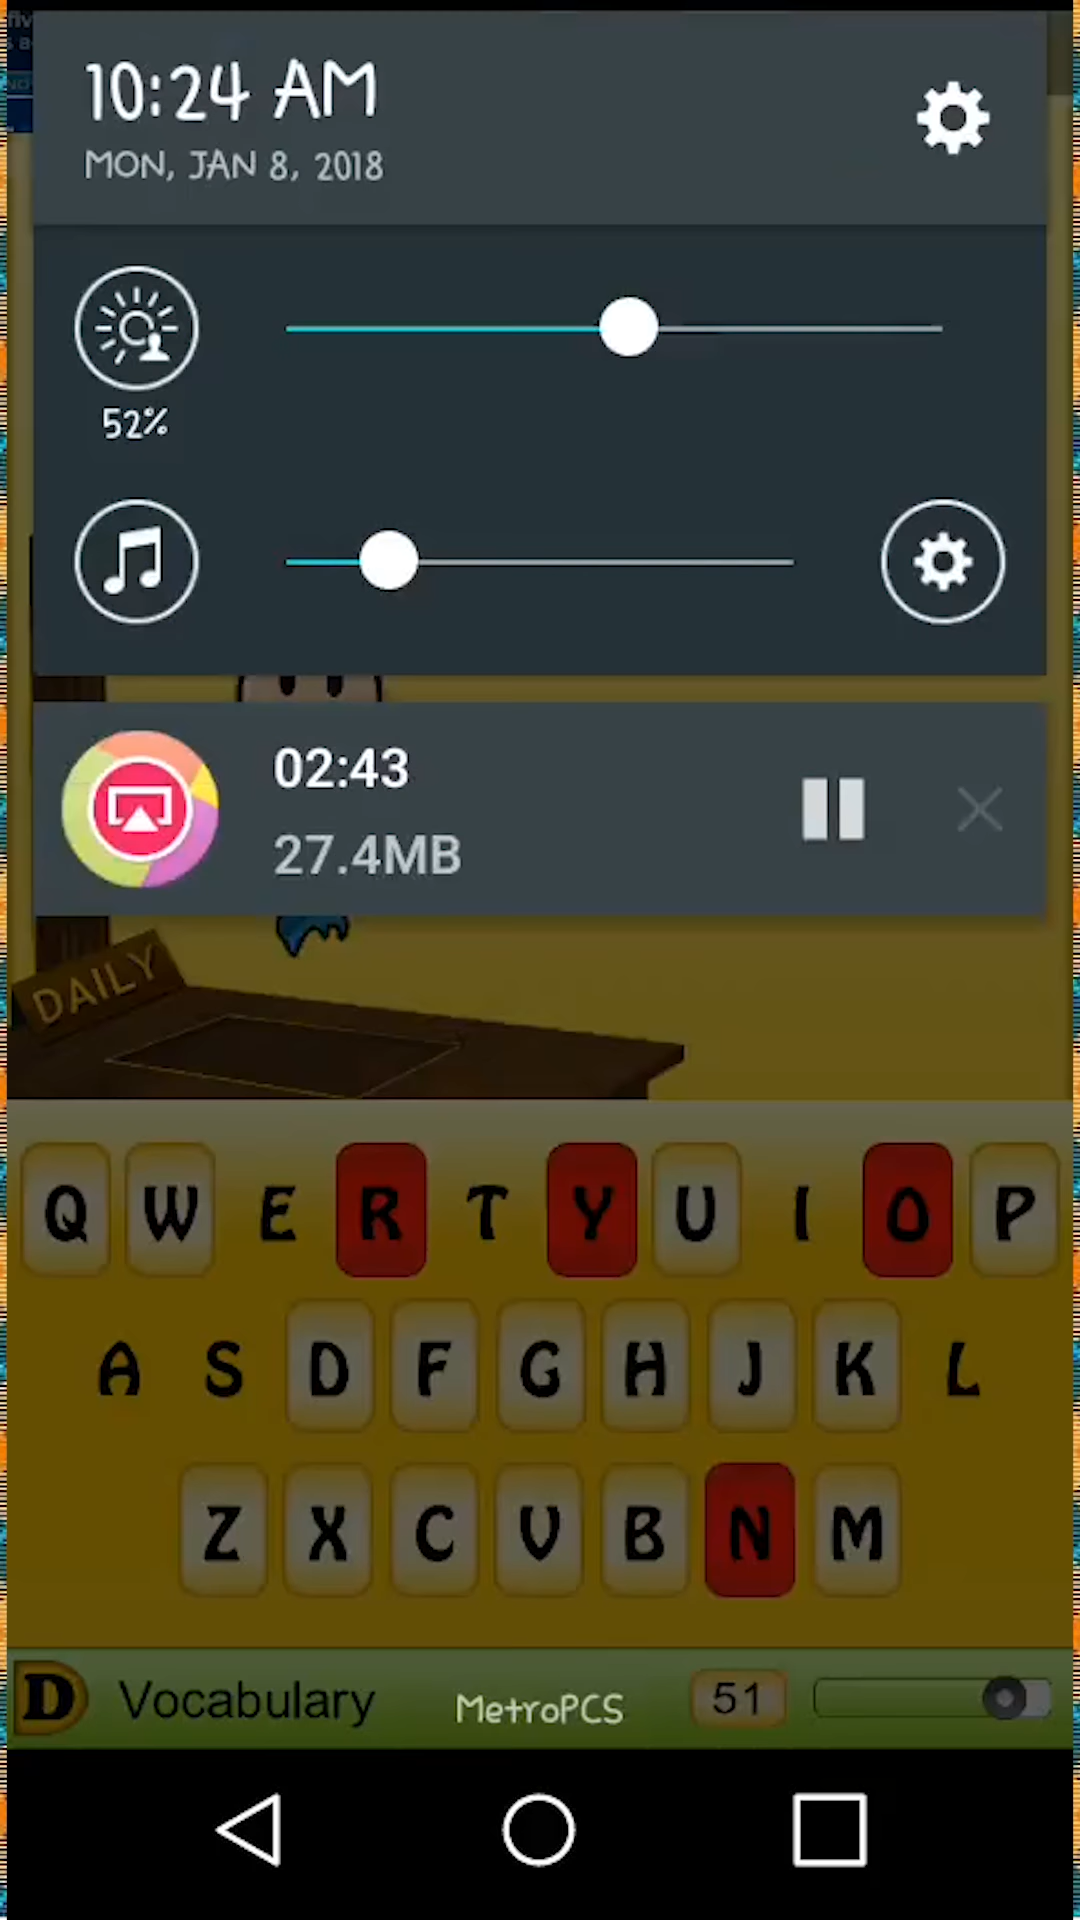 10:24 AM
MON, JAN 8, 2018
52%
02:43
27.4MB
DAILY
Q W E R T Y U I O P
A S D F G H J K L
Z X C V B N M
D Vocabulary MetroPCS 51